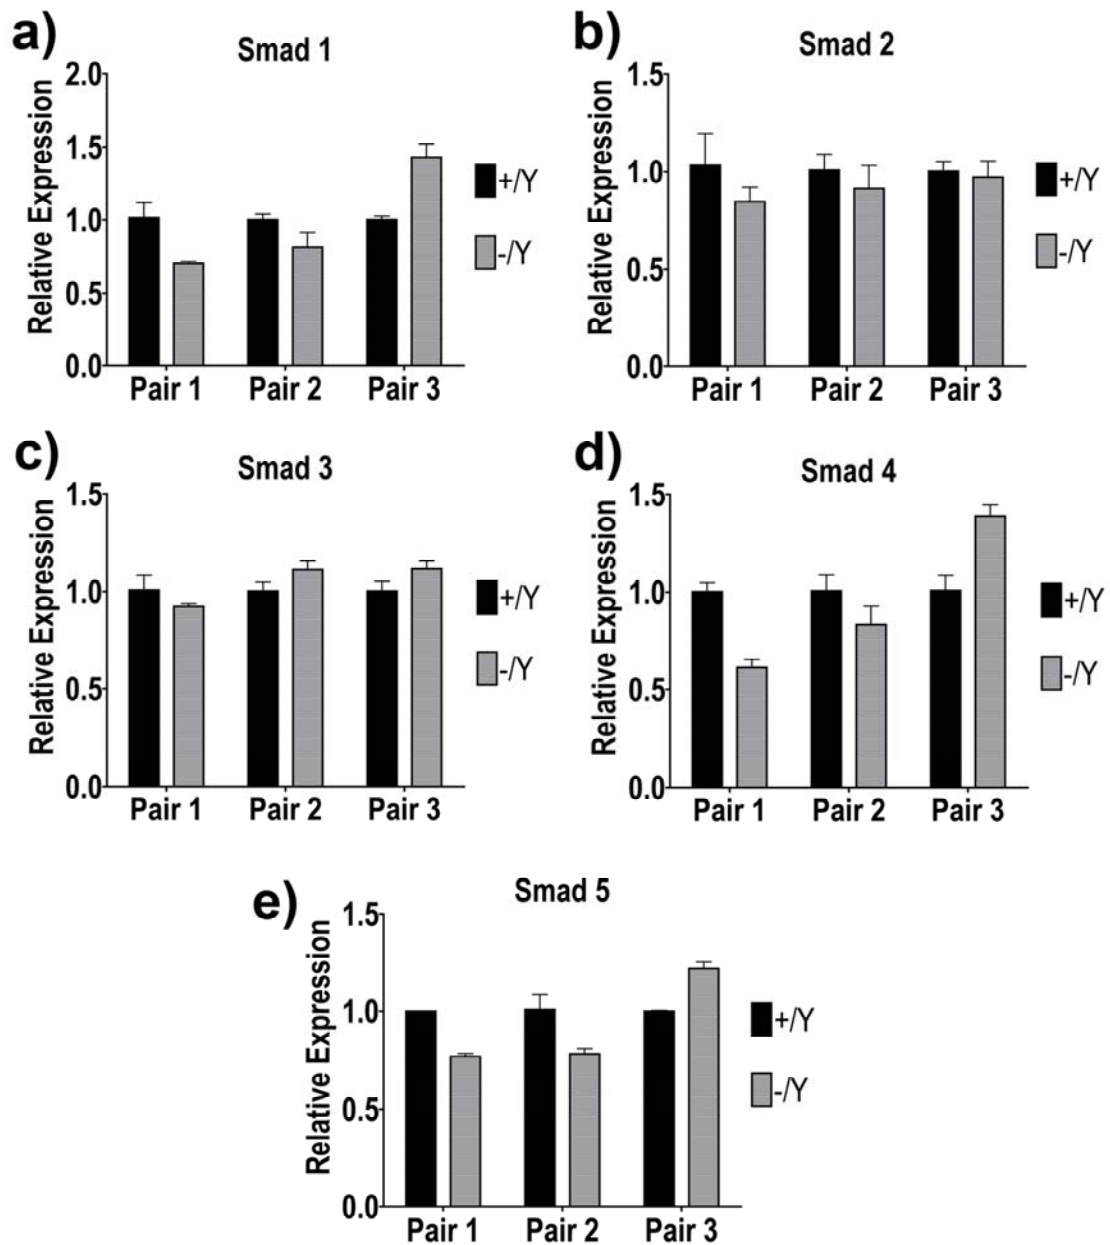 a)
Smad 1
Relative Expression
2.0
1.5
1.0
0.5
0.0
Pair 1 Pair 2 Pair 3
+/Y
-/Y
b)
Smad 2
Relative Expression
1.5
1.0
0.5
0.0
Pair 1 Pair 2 Pair 3
+/Y
-/Y
c)
Smad 3
Relative Expression
1.5
1.0
0.5
0.0
Pair 1 Pair 2 Pair 3
+/Y
-/Y
d)
Smad 4
Relative Expression
1.5
1.0
0.5
0.0
Pair 1 Pair 2 Pair 3
+/Y
-/Y
e)
Smad 5
Relative Expression
1.5
1.0
0.5
0.0
Pair 1 Pair 2 Pair 3
+/Y
-/Y